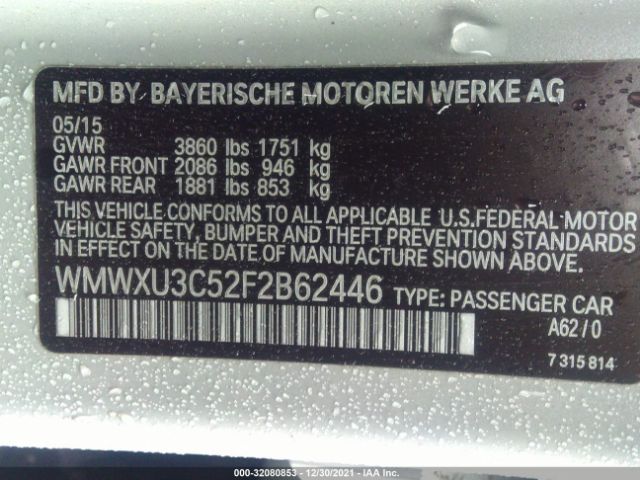 MFD BY BAYERISCHE MOTOREN WERKE AG
05/15
GVWR 3860 lbs 1751 kg
GAWR FRONT 2086 lbs 946 kg
GAWR REAR 1881 lbs 853 kg
THIS VEHICLE CONFORMS TO ALL APPLICABLE U.S.FEDERAL MOTOR
VEHICLE SAFETY, BUMPER AND THEFT PREVENTION STANDARDS
IN EFFECT ON THE DATE OF MANUFACTURE SHOWN ABOVE.
WMWXU3C52F2B62446 TYPE: PASSENGER CAR
A62/0
7 315 814
000-32080853 - 12/30/2021 - IAA Inc.